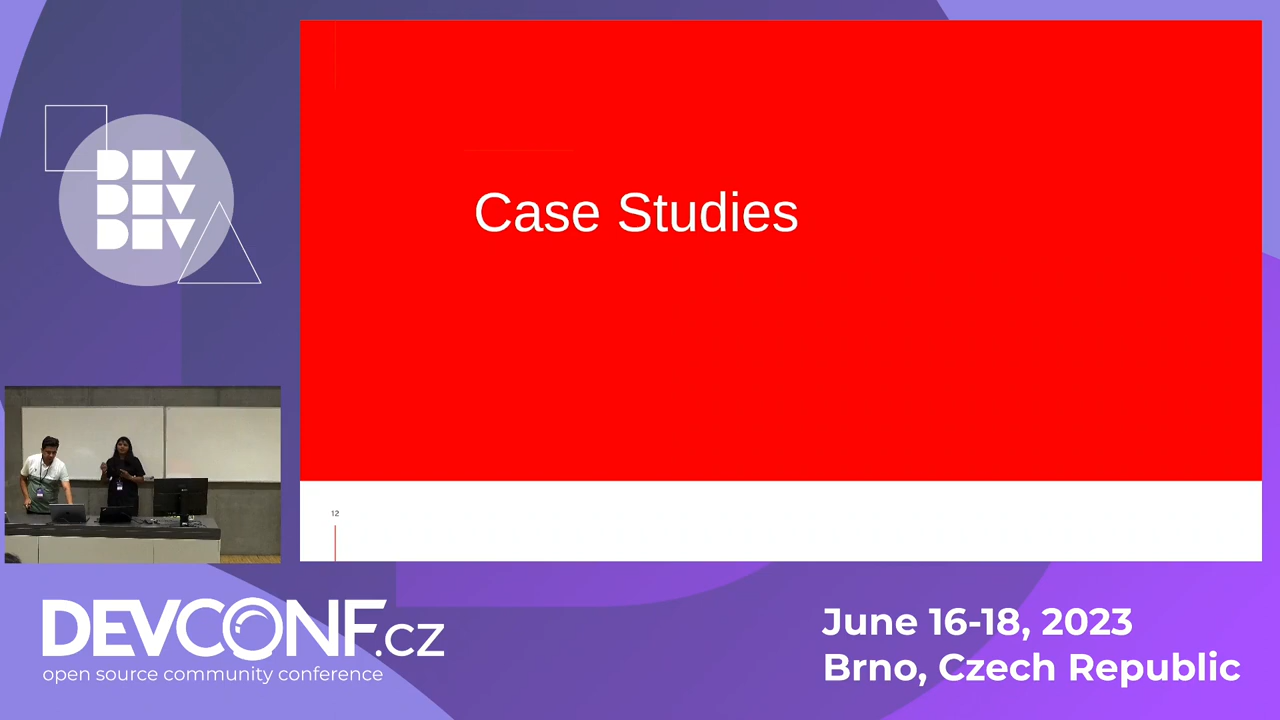 DEV
DEV
DEV
Case Studies
12
DEVCONF.CZ
open source community conference
June 16-18, 2023
Brno, Czech Republic